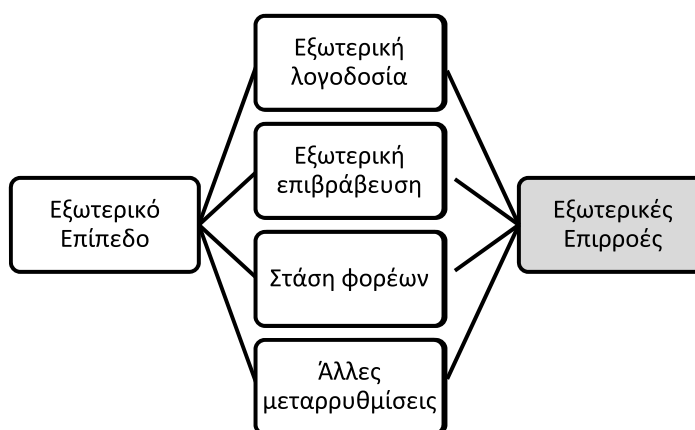 Εξωτερική
λογοδοσία
Εξωτερική
επιβράβευση
Εξωτερικό
Επίπεδο
Εξωτερικές
Επιρροές
Στάση φορέων
Άλλες
μεταρρυθμίσεις